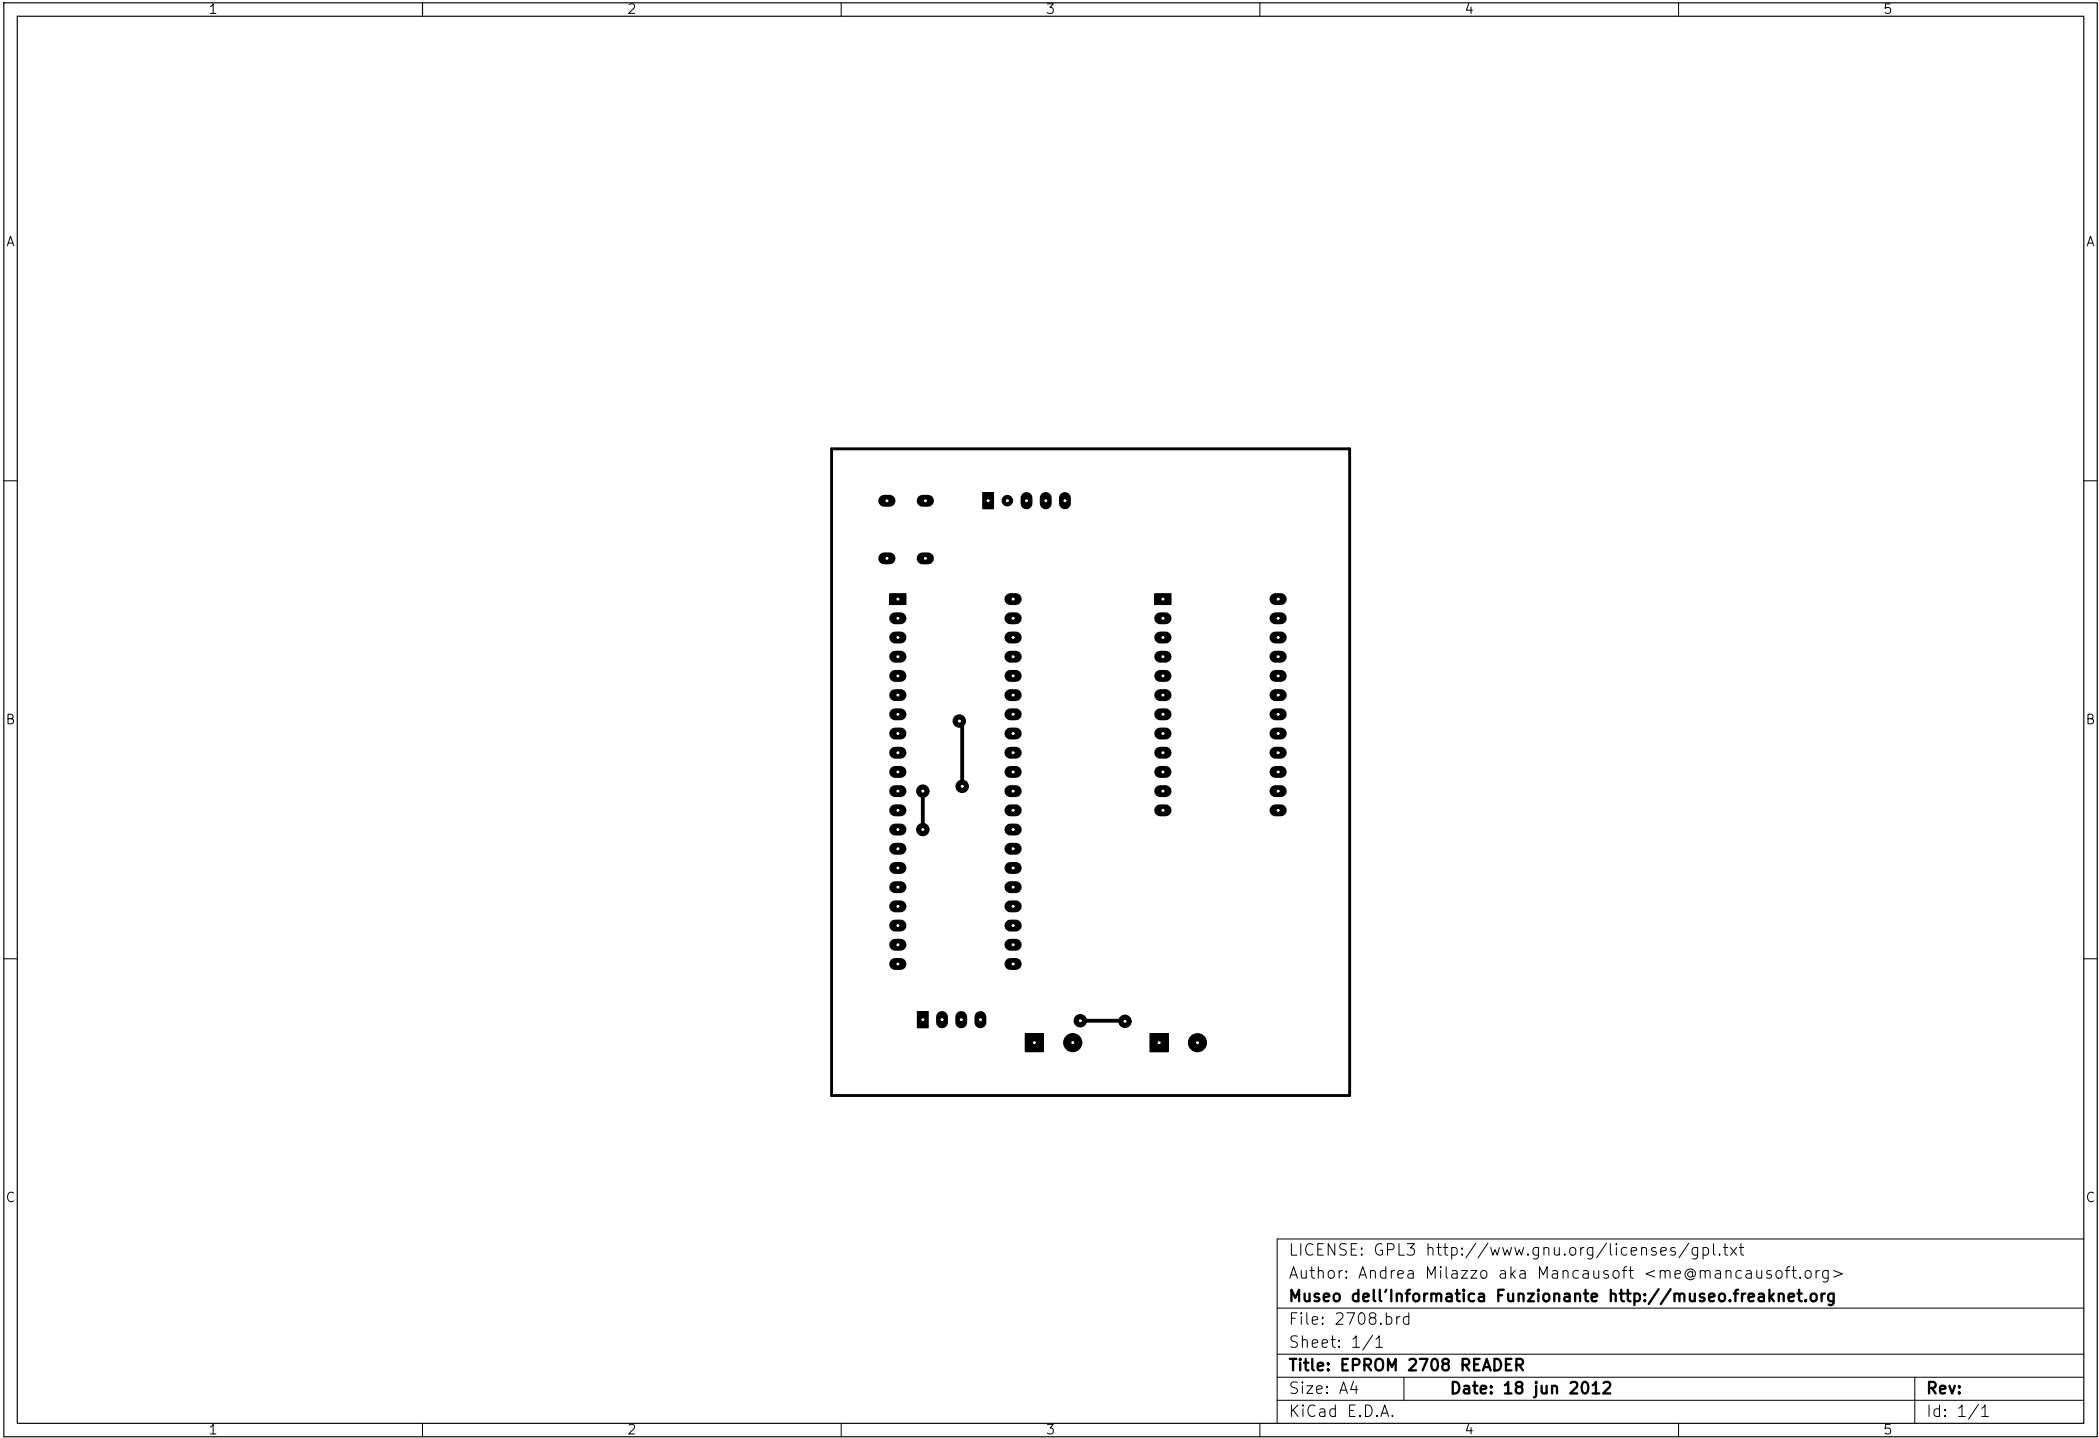 1 2 3 4 5
A A
B B
C C
LICENSE: GPL3 http://www.gnu.org/licenses/gpl.txt
Author: Andrea Milazzo aka Mancausoft <me@mancausoft.org>
Museo dell'Informatica Funzionante http://museo.freaknet.org
File: 2708.brd
Sheet: 1/1
Title: EPROM 2708 READER
Size: A4 Date: 18 jun 2012 Rev:
KiCad E.D.A. Id: 1/1
1 2 3 4 5